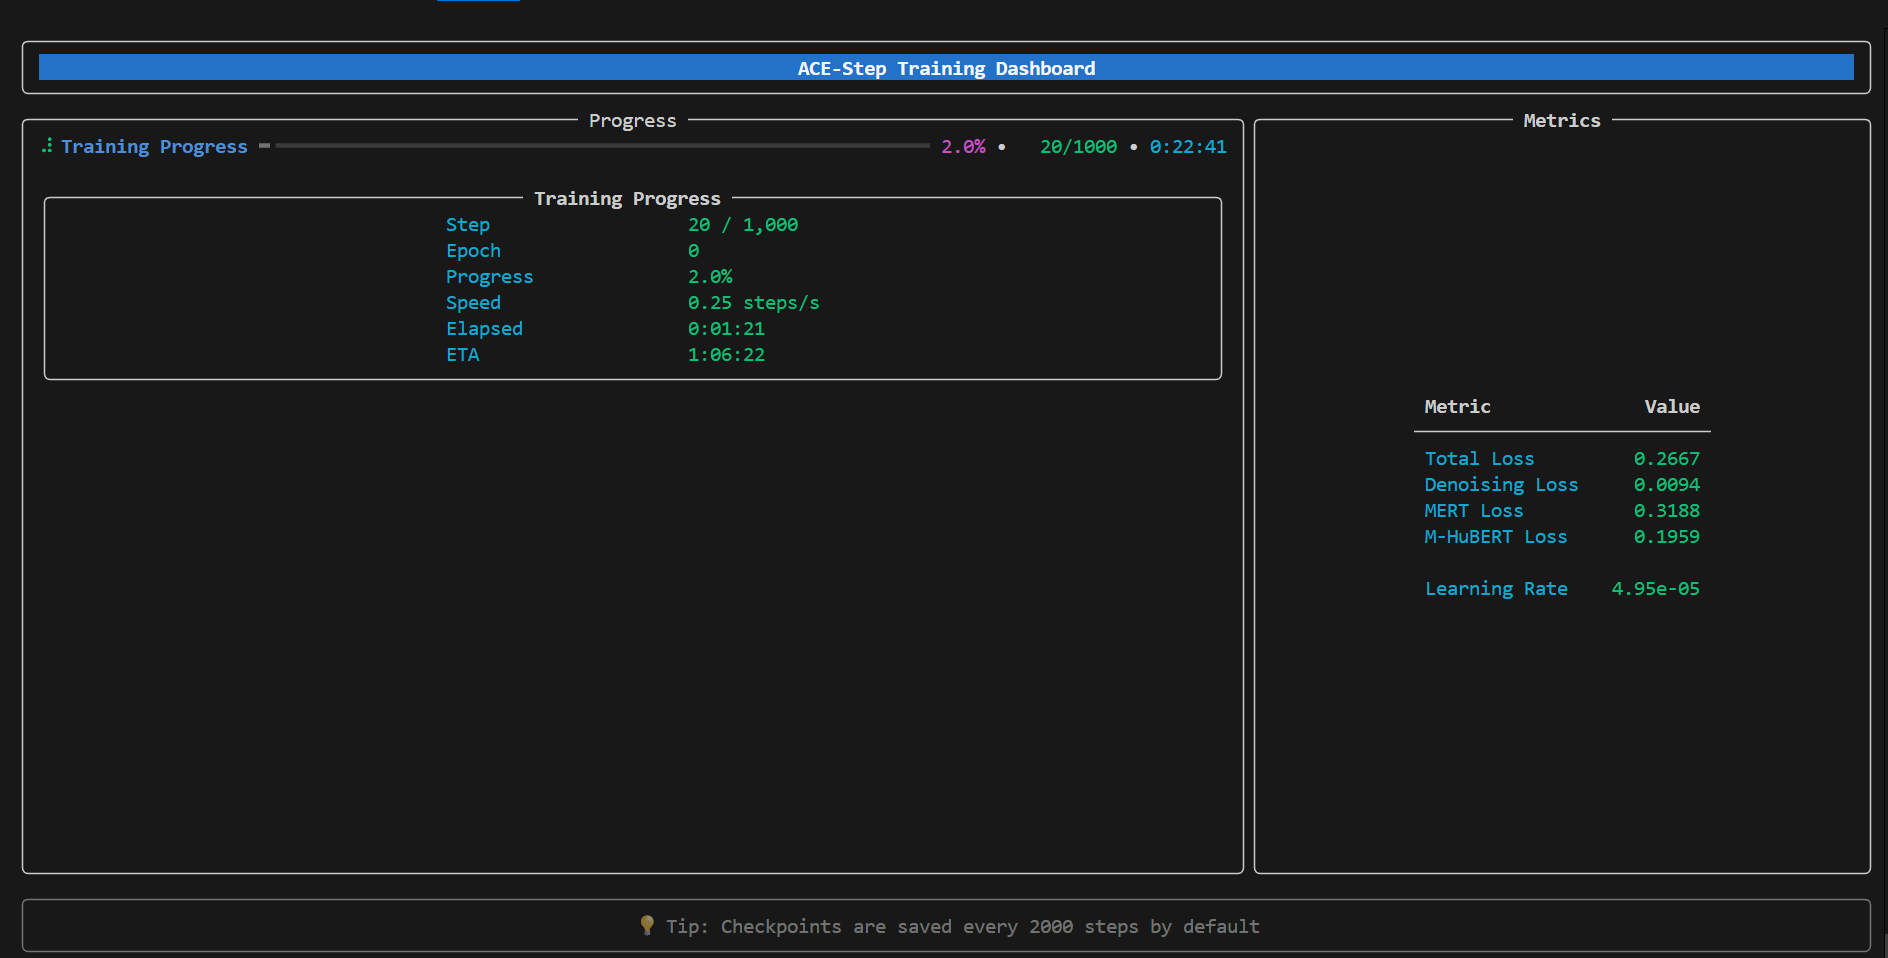 ACE-Step Training Dashboard
Progress
Training Progress 2.0% • 20/1000 • 0:22:41
Training Progress
Step 20 / 1,000
Epoch 0
Progress 2.0%
Speed 0.25 steps/s
Elapsed 0:01:21
ETA 1:06:22
Metrics
Metric Value
Total Loss 0.2667
Denoising Loss 0.0094
MERT Loss 0.3188
M-HuBERT Loss 0.1959
Learning Rate 4.95e-05
💡 Tip: Checkpoints are saved every 2000 steps by default